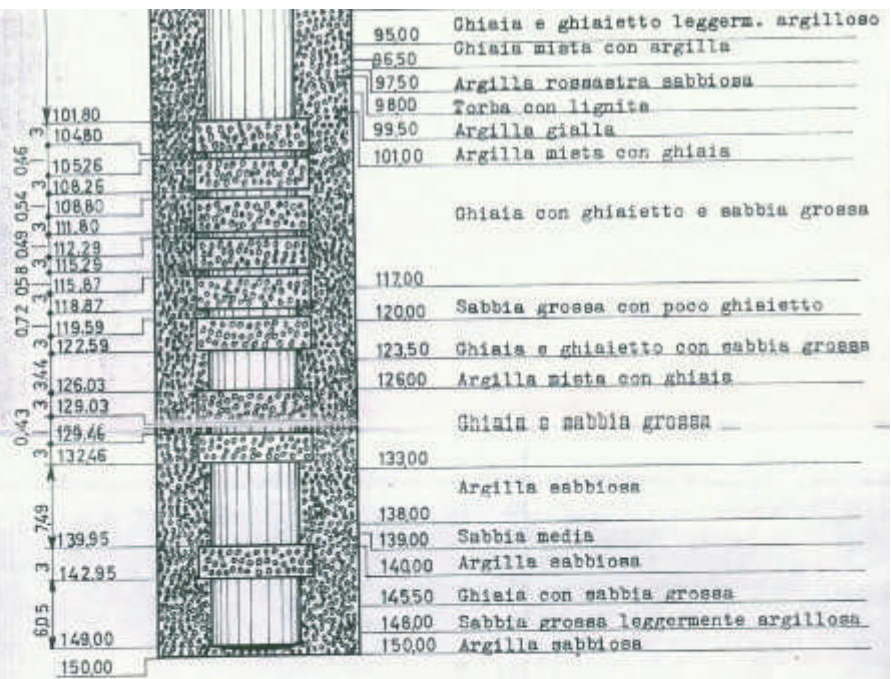 95,00 Ghiaia e ghiaietto leggerm. argilloso
96,50 Ghiaia mista con argilla
97,50 Argilla rossastra sabbiosa
98,00 Torba con lignite
99,50 Argilla gialla
101,00 Argilla mista con ghiaia
Ghiaia con ghiaietto e sabbia grossa
117,00
120,00 Sabbia grossa con poco ghiaietto
123,50 Ghiaia e ghiaietto con sabbia grossa
126,00 Argilla mista con ghiaia
Ghiaia e sabbia grossa
133,00
Argilla sabbiosa
138,00
139,00 Sabbia media
140,00 Argilla sabbiosa
145,50 Ghiaia con sabbia grossa
148,00 Sabbia grossa leggermente argillosa
150,00 Argilla sabbiosa
101,80
3
104,80
0,46
105,26
3
108,26
0,54
108,80
3
111,80
0,49
112,29
3
115,29
0,58
115,87
3
118,87
0,72
119,59
3
122,59
3,44
126,03
3
129,03
0,43
129,46
3
132,46
7,49
139,95
3
142,95
6,05
149,00
150,00